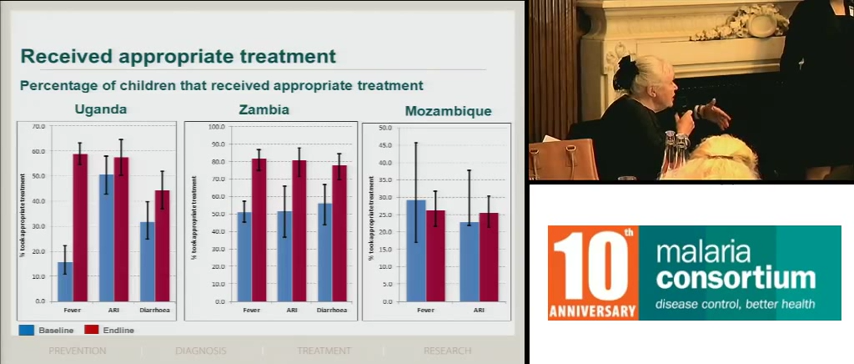 Received appropriate treatment
Percentage of children that received appropriate treatment
Uganda
70.0
60.0
50.0
40.0
30.0
20.0
10.0
0.0
% took appropriate treatment
Fever
ARI
Diarrhoea
Zambia
100.0
90.0
80.0
70.0
60.0
50.0
40.0
30.0
20.0
10.0
0.0
% took appropriate treatment
Fever
ARI
Diarrhoea
Mozambique
50.0
45.0
40.0
35.0
30.0
25.0
20.0
15.0
10.0
5.0
0.0
% took appropriate treatment
Fever
ARI
Baseline
Endline
PREVENTION
DIAGNOSIS
TREATMENT
RESEARCH
10th
ANNIVERSARY
malaria
consortium
disease control, better health